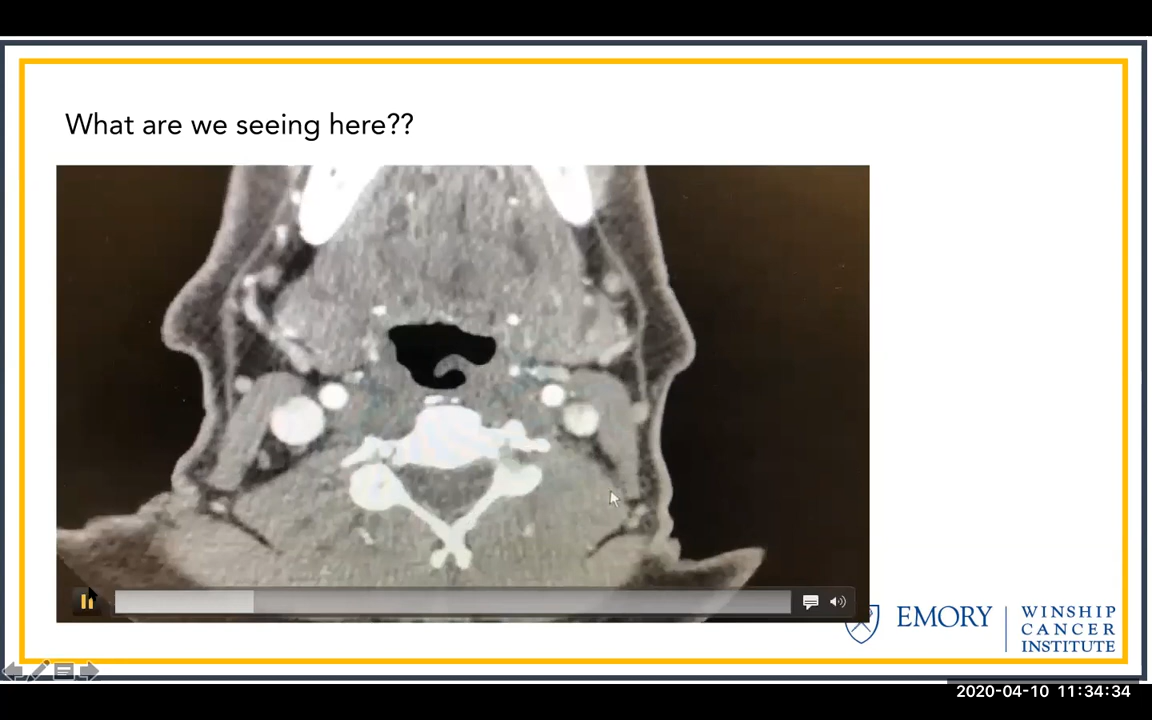 What are we seeing here??
EMORY
WINSHIP
CANCER
INSTITUTE
2020-04-10 11:34:34